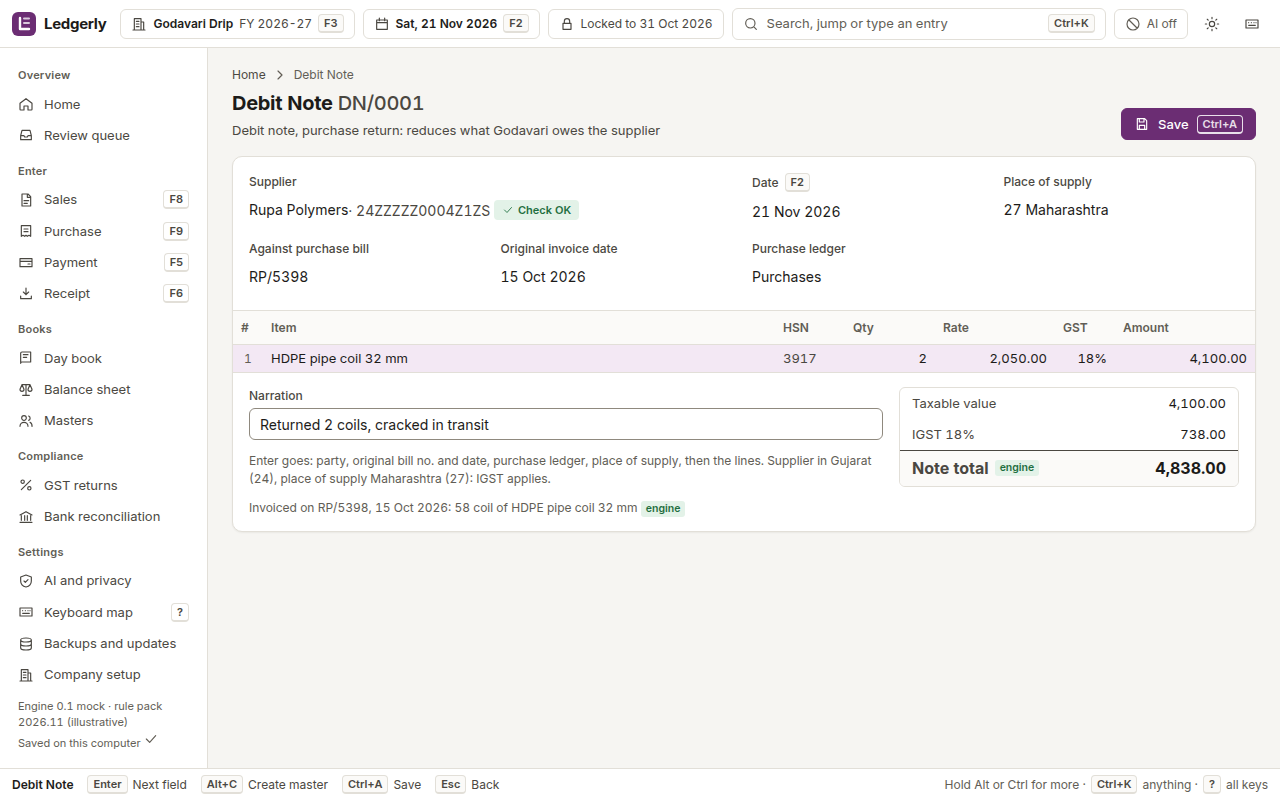 Ledgerly
Godavari Drip FY 2026-27 F3
Sat, 21 Nov 2026 F2
Locked to 31 Oct 2026
Search, jump or type an entry Ctrl+K
AI off
Overview
Home
Review queue
Enter
Sales F8
Purchase F9
Payment F5
Receipt F6
Books
Day book
Balance sheet
Masters
Compliance
GST returns
Bank reconciliation
Settings
AI and privacy
Keyboard map ?
Backups and updates
Company setup
Engine 0.1 mock · rule pack
2026.11 (illustrative)
Saved on this computer
Home > Debit Note
Debit Note DN/0001
Debit note, purchase return: reduces what Godavari owes the supplier
Save Ctrl+A
Supplier
Rupa Polymers · 24ZZZZZ0004Z1ZS Check OK
Date F2
21 Nov 2026
Place of supply
27 Maharashtra
Against purchase bill
RP/5398
Original invoice date
15 Oct 2026
Purchase ledger
Purchases
# Item HSN Qty Rate GST Amount
1 HDPE pipe coil 32 mm 3917 2 2,050.00 18% 4,100.00
Narration
Returned 2 coils, cracked in transit
Enter goes: party, original bill no. and date, purchase ledger, place of supply, then the lines. Supplier in Gujarat
(24), place of supply Maharashtra (27): IGST applies.
Invoiced on RP/5398, 15 Oct 2026: 58 coil of HDPE pipe coil 32 mm engine
Taxable value 4,100.00
IGST 18% 738.00
Note total engine 4,838.00
Debit Note Enter Next field Alt+C Create master Ctrl+A Save Esc Back
Hold Alt or Ctrl for more · Ctrl+K anything · ? all keys